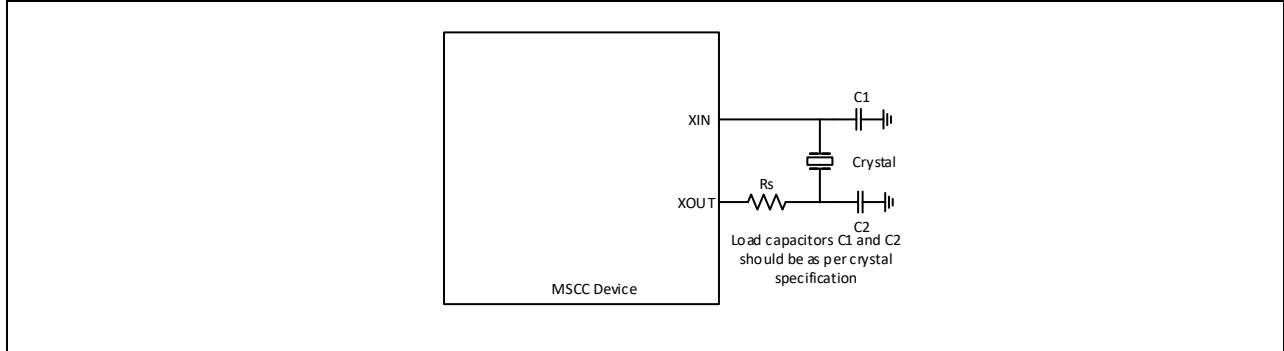 C1
XIN
Crystal
Rs
XOUT
C2
Load capacitors C1 and C2
should be as per crystal
specification
MSCC Device